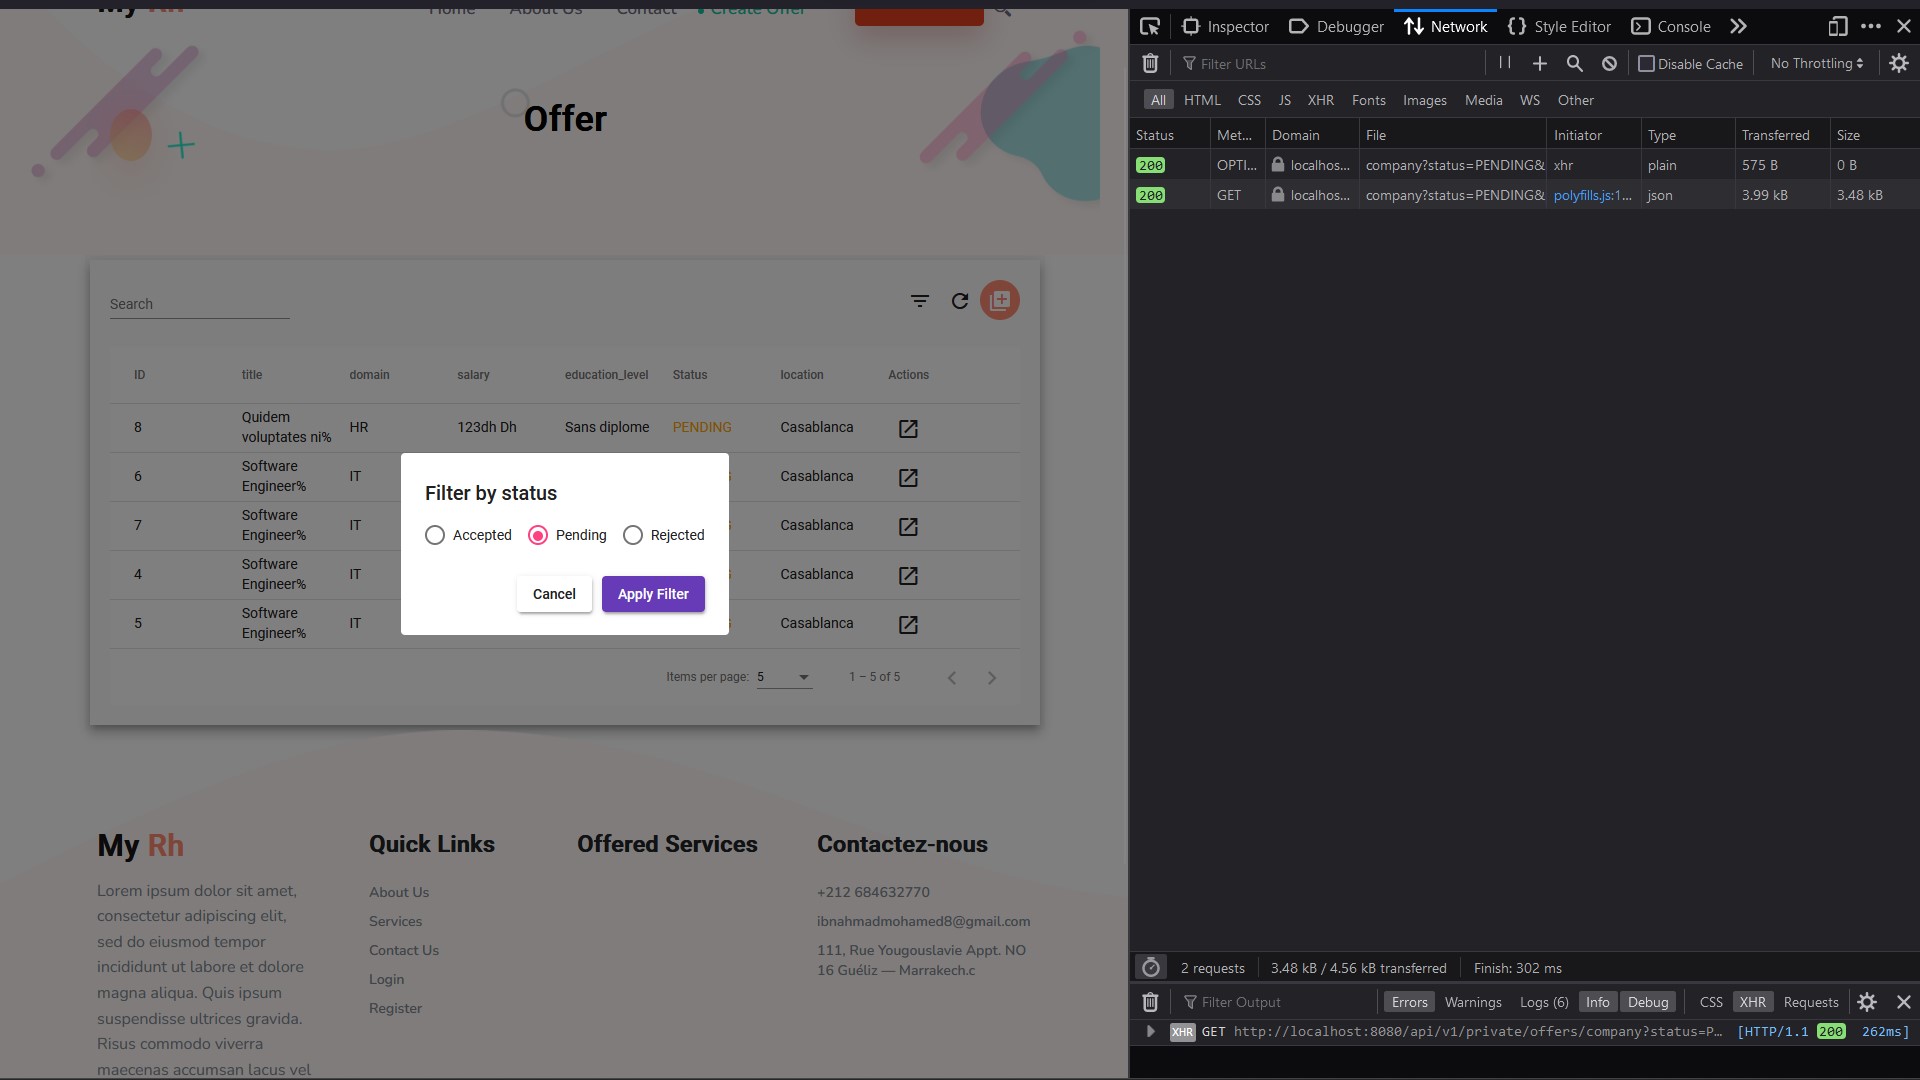 My Rh
Home About Us Contact • Create Offer
Offer
Search
ID title domain salary education_level Status location Actions
8 Quidem voluptates ni% HR 123dh Dh Sans diplome PENDING Casablanca
6 Software Engineer% IT Casablanca
7 Software Engineer% IT Casablanca
4 Software Engineer% IT Casablanca
5 Software Engineer% IT Casablanca
Filter by status
Accepted Pending Rejected
Cancel Apply Filter
Items per page: 5 1 – 5 of 5
My Rh
Lorem ipsum dolor sit amet,
consectetur adipiscing elit,
sed do eiusmod tempor
incididunt ut labore et dolore
magna aliqua. Quis ipsum
suspendisse ultrices gravida.
Risus commodo viverra
maecenas accumsan lacus vel
Quick Links
About Us
Services
Contact Us
Login
Register
Offered Services
Contactez-nous
+212 684632770
ibnahmadmohamed8@gmail.com
111, Rue Yougouslavie Appt. NO
16 Guéliz — Marrakech.c
Inspector Debugger Network Style Editor Console
Filter URLs Disable Cache No Throttling
All HTML CSS JS XHR Fonts Images Media WS Other
Status Met... Domain File Initiator Type Transferred Size
200 OPTI... localhos... company?status=PENDING& xhr plain 575 B 0 B
200 GET localhos... company?status=PENDING& polyfills.js:1... json 3.99 kB 3.48 kB
2 requests 3.48 kB / 4.56 kB transferred Finish: 302 ms
Filter Output Errors Warnings Logs (6) Info Debug CSS XHR Requests
XHR GET http://localhost:8080/api/v1/private/offers/company?status=P… [HTTP/1.1 200 262ms]